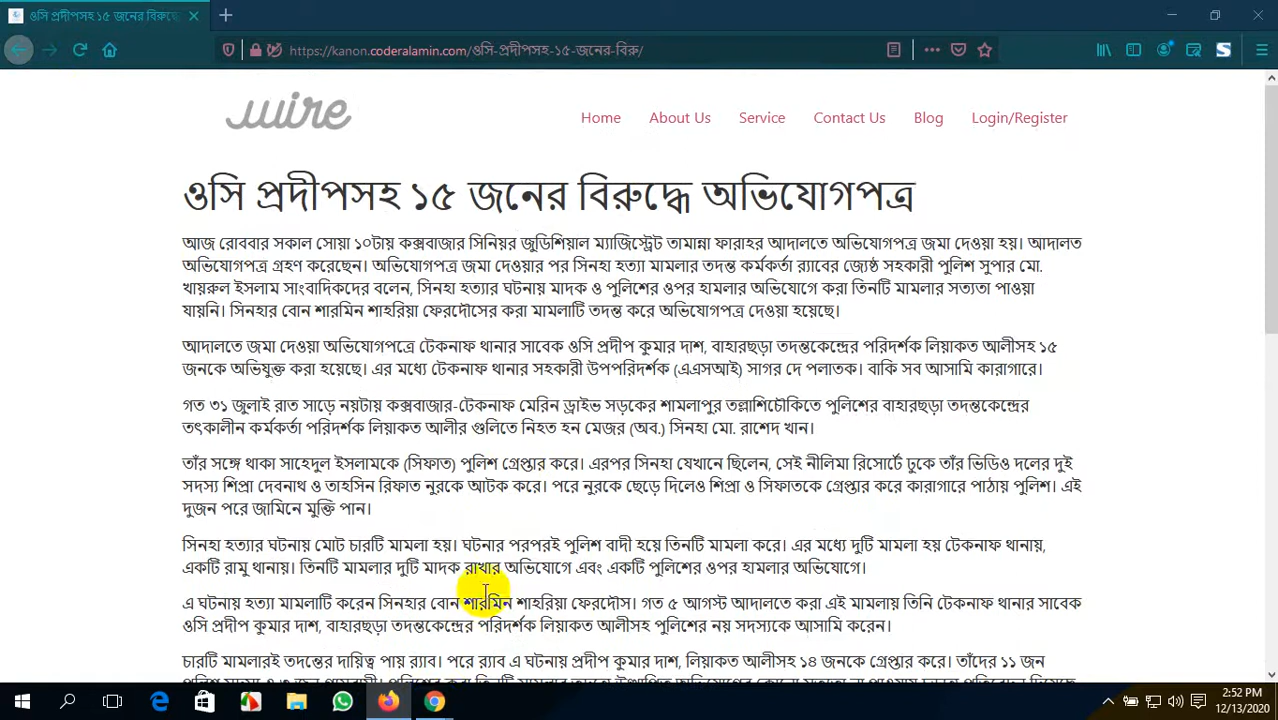 ওসি প্রদীপসহ ১৫ জনের বিরুদ্ধে
https://kanon.coderalamin.com/ওসি-প্রদীপসহ-১৫-জনের-বিরু/
wire
Home About Us Service Contact Us Blog Login/Register
ওসি প্রদীপসহ ১৫ জনের বিরুদ্ধে অভিযোগপত্র
আজ রোববার সকাল সোয়া ১০টায় কক্সবাজার সিনিয়র জুডিশিয়াল ম্যাজিস্ট্রেট তামান্না ফারাহর আদালতে অভিযোগপত্র জমা দেওয়া হয়। আদালত
অভিযোগপত্র গ্রহণ করেছেন। অভিযোগপত্র জমা দেওয়ার পর সিনহা হত্যা মামলার তদন্ত কর্মকর্তা র‍্যাবের জ্যেষ্ঠ সহকারী পুলিশ সুপার মো.
খায়রুল ইসলাম সাংবাদিকদের বলেন, সিনহা হত্যার ঘটনায় মাদক ও পুলিশের ওপর হামলার অভিযোগে করা তিনটি মামলার সত্যতা পাওয়া
যায়নি। সিনহার বোন শারমিন শাহরিয়া ফেরদৌসের করা মামলাটি তদন্ত করে অভিযোগপত্র দেওয়া হয়েছে।
আদালতে জমা দেওয়া অভিযোগপত্রে টেকনাফ থানার সাবেক ওসি প্রদীপ কুমার দাশ, বাহারছড়া তদন্তকেন্দ্রের পরিদর্শক লিয়াকত আলীসহ ১৫
জনকে অভিযুক্ত করা হয়েছে। এর মধ্যে টেকনাফ থানার সহকারী উপপরিদর্শক (এএসআই) সাগর দে পলাতক। বাকি সব আসামি কারাগারে।
গত ৩১ জুলাই রাত সাড়ে নয়টায় কক্সবাজার-টেকনাফ মেরিন ড্রাইভ সড়কের শামলাপুর তল্লাশিচৌকিতে পুলিশের বাহারছড়া তদন্তকেন্দ্রের
তৎকালীন কর্মকর্তা পরিদর্শক লিয়াকত আলীর গুলিতে নিহত হন মেজর (অব.) সিনহা মো. রাশেদ খান।
তাঁর সঙ্গে থাকা সাহেদুল ইসলামকে (সিফাত) পুলিশ গ্রেপ্তার করে। এরপর সিনহা যেখানে ছিলেন, সেই নীলিমা রিসোর্টে ঢুকে তাঁর ভিডিও দলের দুই
সদস্য শিপ্রা দেবনাথ ও তাহসিন রিফাত নুরকে আটক করে। পরে নুরকে ছেড়ে দিলেও শিপ্রা ও সিফাতকে গ্রেপ্তার করে কারাগারে পাঠায় পুলিশ। এই
দুজন পরে জামিনে মুক্তি পান।
সিনহা হত্যার ঘটনায় মোট চারটি মামলা হয়। ঘটনার পরপরই পুলিশ বাদী হয়ে তিনটি মামলা করে। এর মধ্যে দুটি মামলা হয় টেকনাফ থানায়,
একটি রামু থানায়। তিনটি মামলার দুটি মাদক রাখার অভিযোগে এবং একটি পুলিশের ওপর হামলার অভিযোগে।
এ ঘটনায় হত্যা মামলাটি করেন সিনহার বোন শারমিন শাহরিয়া ফেরদৌস। গত ৫ আগস্ট আদালতে করা এই মামলায় তিনি টেকনাফ থানার সাবেক
ওসি প্রদীপ কুমার দাশ, বাহারছড়া তদন্তকেন্দ্রের পরিদর্শক লিয়াকত আলীসহ পুলিশের নয় সদস্যকে আসামি করেন।
চারটি মামলারই তদন্তের দায়িত্ব পায় র‍্যাব। পরে র‍্যাব এ ঘটনায় প্রদীপ কুমার দাশ, লিয়াকত আলীসহ ১৪ জনকে গ্রেপ্তার করে। তাঁদের ১১ জন
2:52 PM
12/13/2020